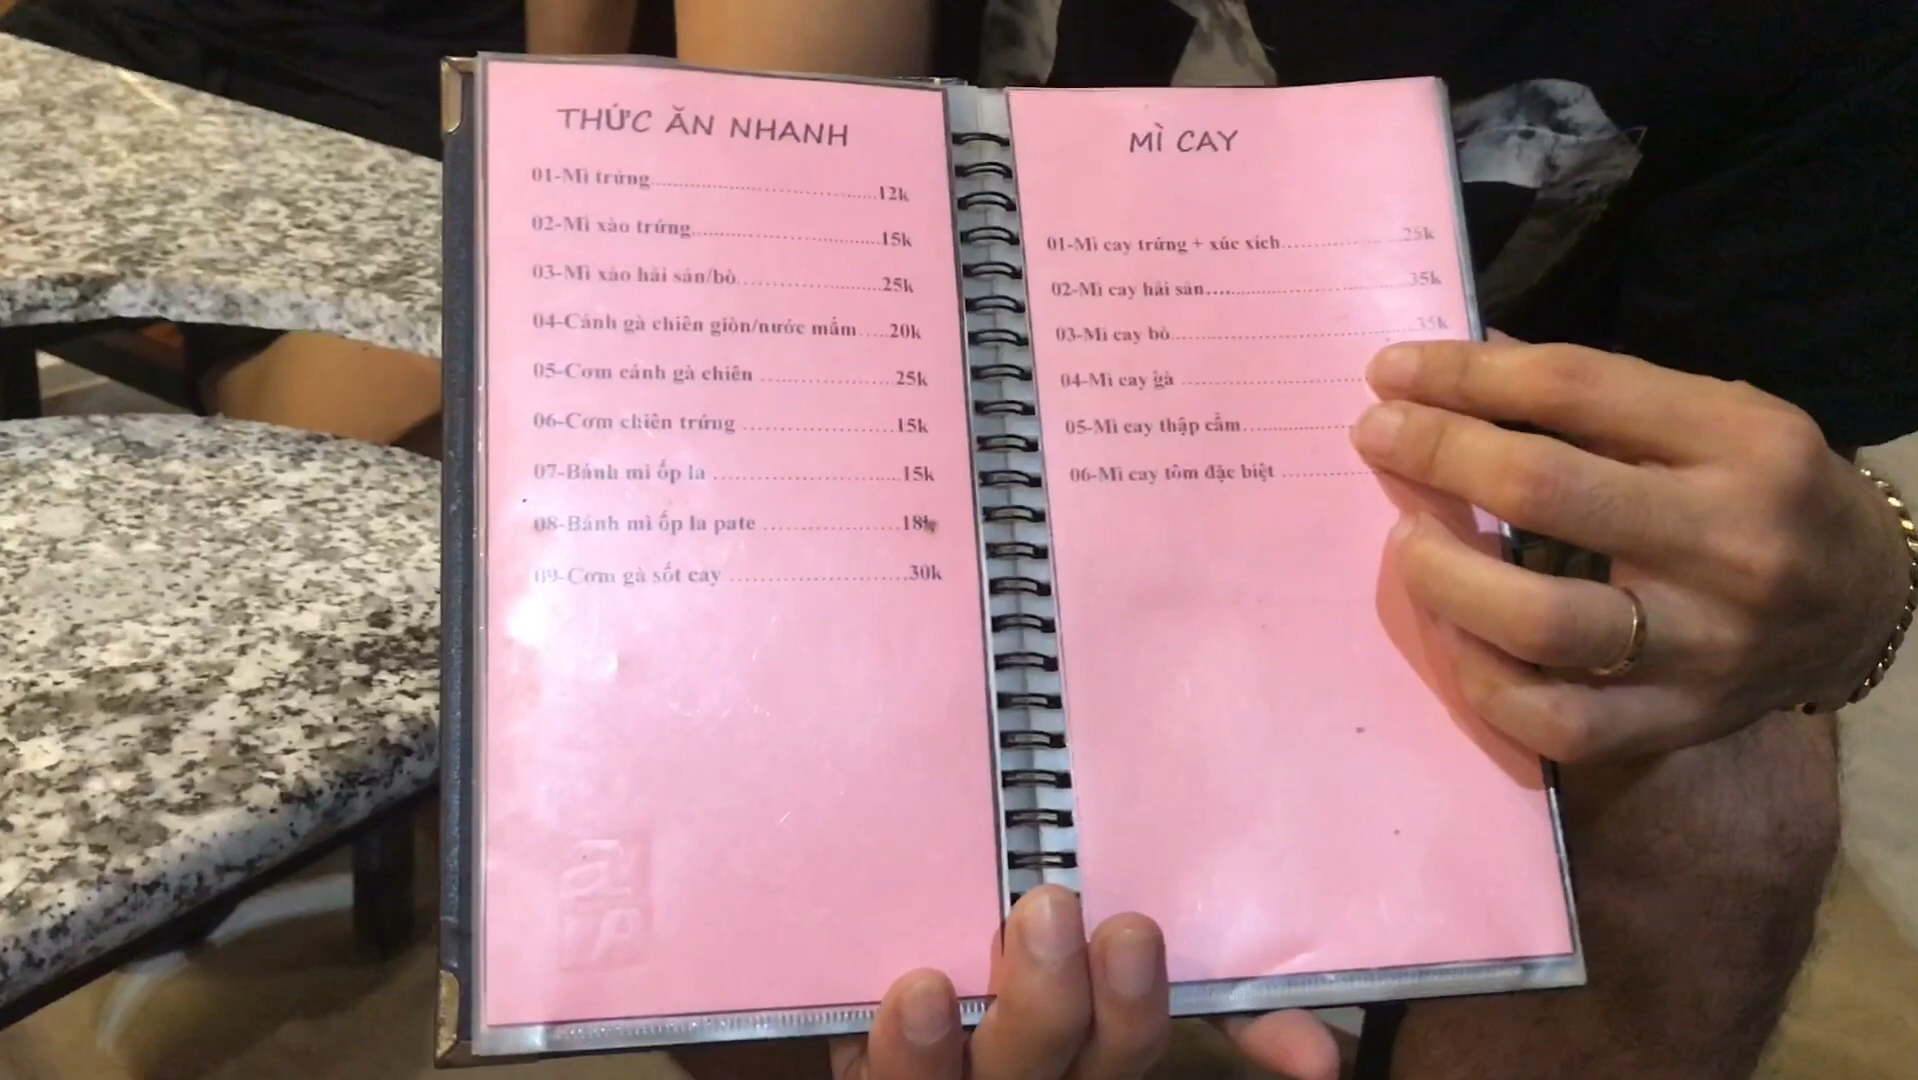 THỨC ĂN NHANH
01-Mì trứng..............................12k
02-Mì xào trứng.........................15k
03-Mì xào hải sản/bò...................25k
04-Cánh gà chiên giòn/nước mắm....20k
05-Cơm cánh gà chiên .................25k
06-Cơm chiên trứng ...................15k
07-Bánh mì ốp la .......................15k
08-Bánh mì ốp la pate .................18k
09-Cơm gà sốt cay .....................30k
MÌ CAY
01-Mì cay trứng + xúc xích.............25k
02-Mì cay hải sản.......................35k
03-Mì cay bò............................35k
04-Mì cay gà ......................
05-Mì cay thập cẩm...............
06-Mì cay tôm đặc biệt ............